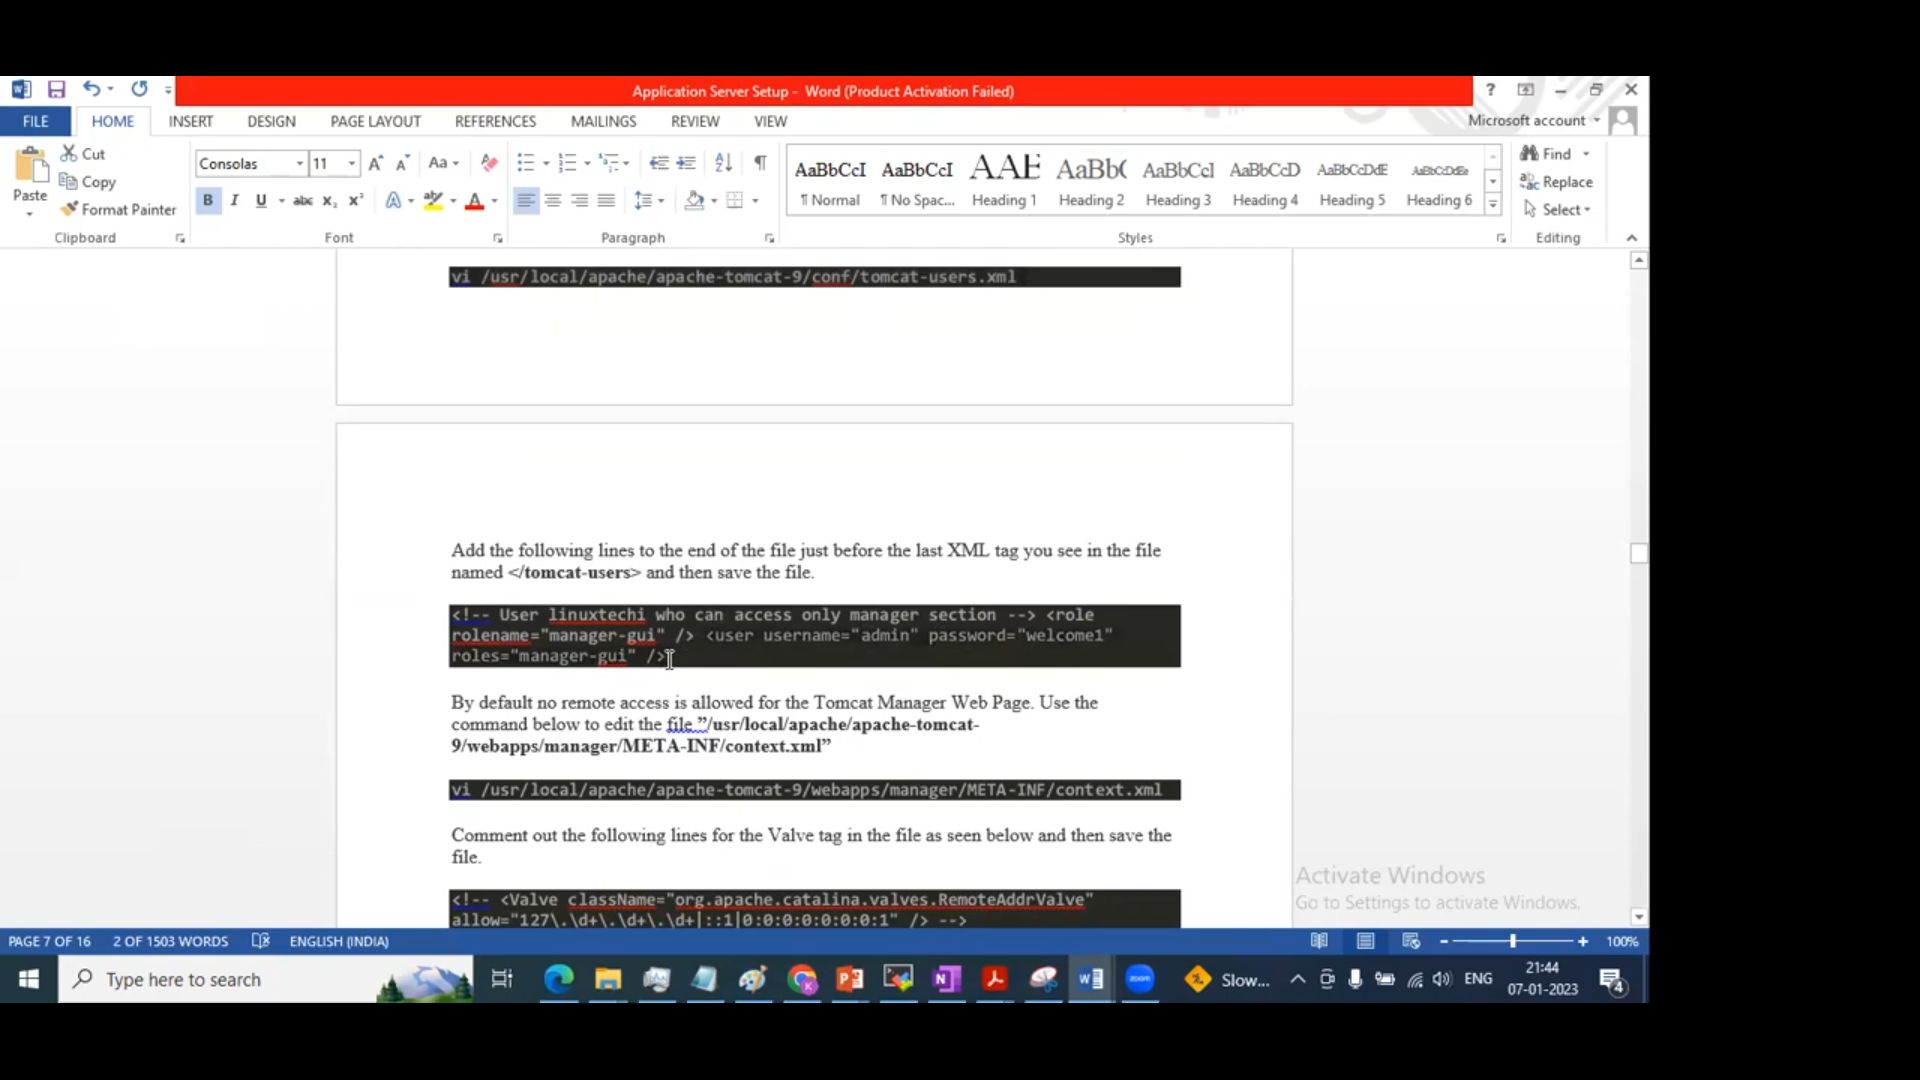 Application Server Setup - Word (Product Activation Failed)
?
FILE HOME INSERT DESIGN PAGE LAYOUT REFERENCES MAILINGS REVIEW VIEW Microsoft account
Paste
Cut
Copy
Format Painter
Clipboard
Consolas 11
Font
Paragraph
AaBbCcI AaBbCcI AAE AaBb( AaBbCcI AaBbCcD AaBbCcDdE AaBbCcDdEe
¶ Normal ¶ No Spac... Heading 1 Heading 2 Heading 3 Heading 4 Heading 5 Heading 6
Styles
Find
Replace
Select
Editing
vi /usr/local/apache/apache-tomcat-9/conf/tomcat-users.xml
Add the following lines to the end of the file just before the last XML tag you see in the file
named </tomcat-users> and then save the file.
<!-- User linuxtechi who can access only manager section --> <role
rolename="manager-gui" /> <user username="admin" password="welcome1"
roles="manager-gui" />
By default no remote access is allowed for the Tomcat Manager Web Page. Use the
command below to edit the file ”/usr/local/apache/apache-tomcat-
9/webapps/manager/META-INF/context.xml”
vi /usr/local/apache/apache-tomcat-9/webapps/manager/META-INF/context.xml
Comment out the following lines for the Valve tag in the file as seen below and then save the
file.
<!-- <Valve className="org.apache.catalina.valves.RemoteAddrValve"
allow="127\.\d+\.\d+\.\d+|::1|0:0:0:0:0:0:0:1" /> -->
Activate Windows
Go to Settings to activate Windows.
PAGE 7 OF 16 2 OF 1503 WORDS ENGLISH (INDIA) 100%
Type here to search
zoom
Slow...
ENG
21:44
07-01-2023
4